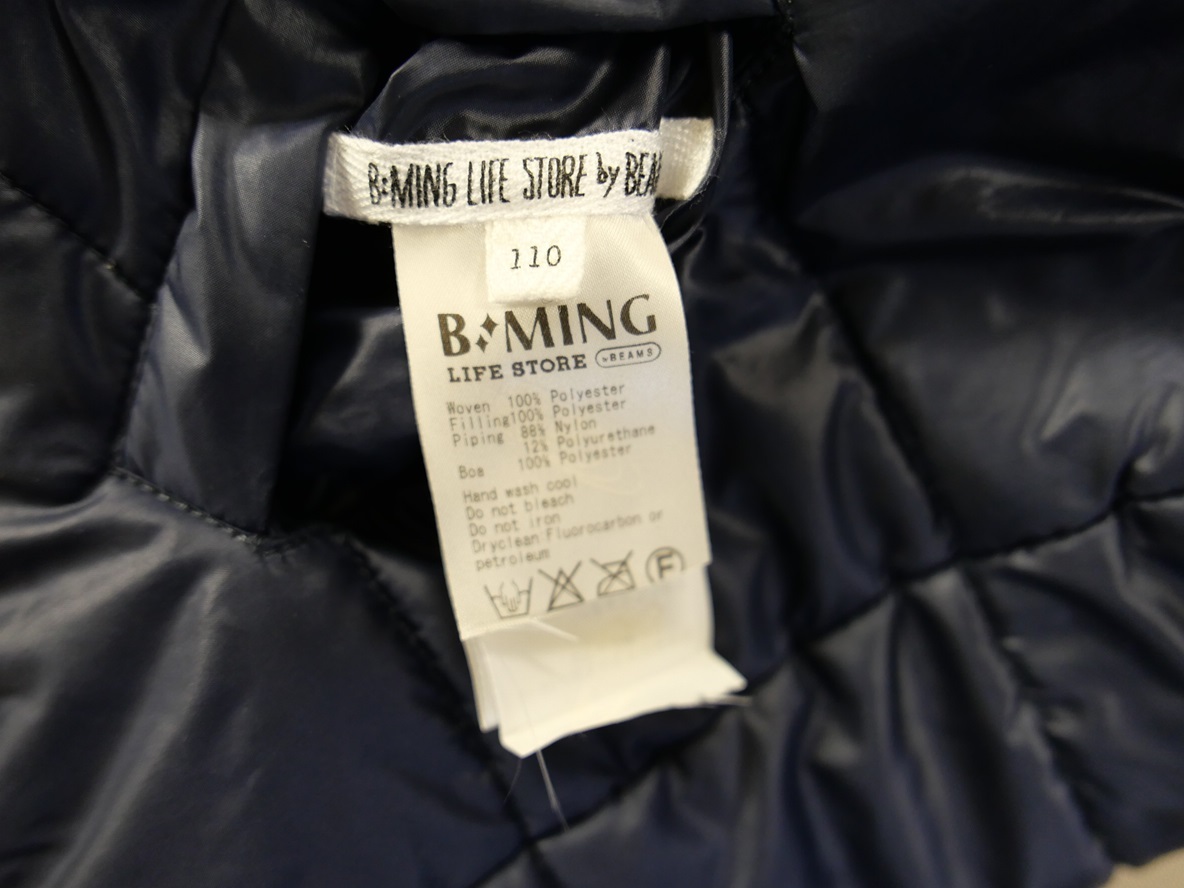 B:MING LIFE STORE by BEA
110
B:MING
LIFE STORE by BEAMS
Woven 100% Polyester
Filling100% Polyester
Piping 88% Nylon
12% Polyurethane
Boa 100% Polyester
Hand wash cool
Do not bleach
Do not iron
Dryclean Fluorocarbon or
petroleum
F